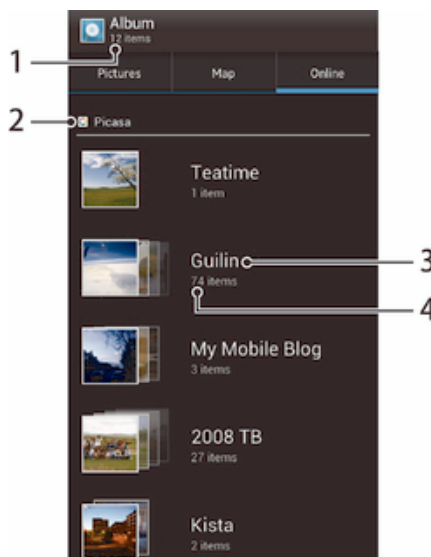 Album
12 items
1
Pictures Map Online
2
Picasa
Teatime
1 item
Guilin
3
74 items
4
My Mobile Blog
3 items
2008 TB
27 items
Kista
2 items